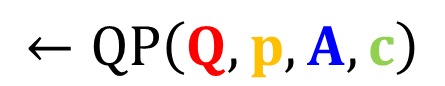 ← QP(Q, p, A, c)